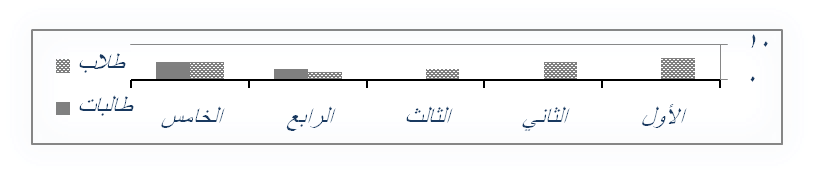 ١٠
٠
الأول الثاني الثالث الرابع الخامس
طلاب
طالبات